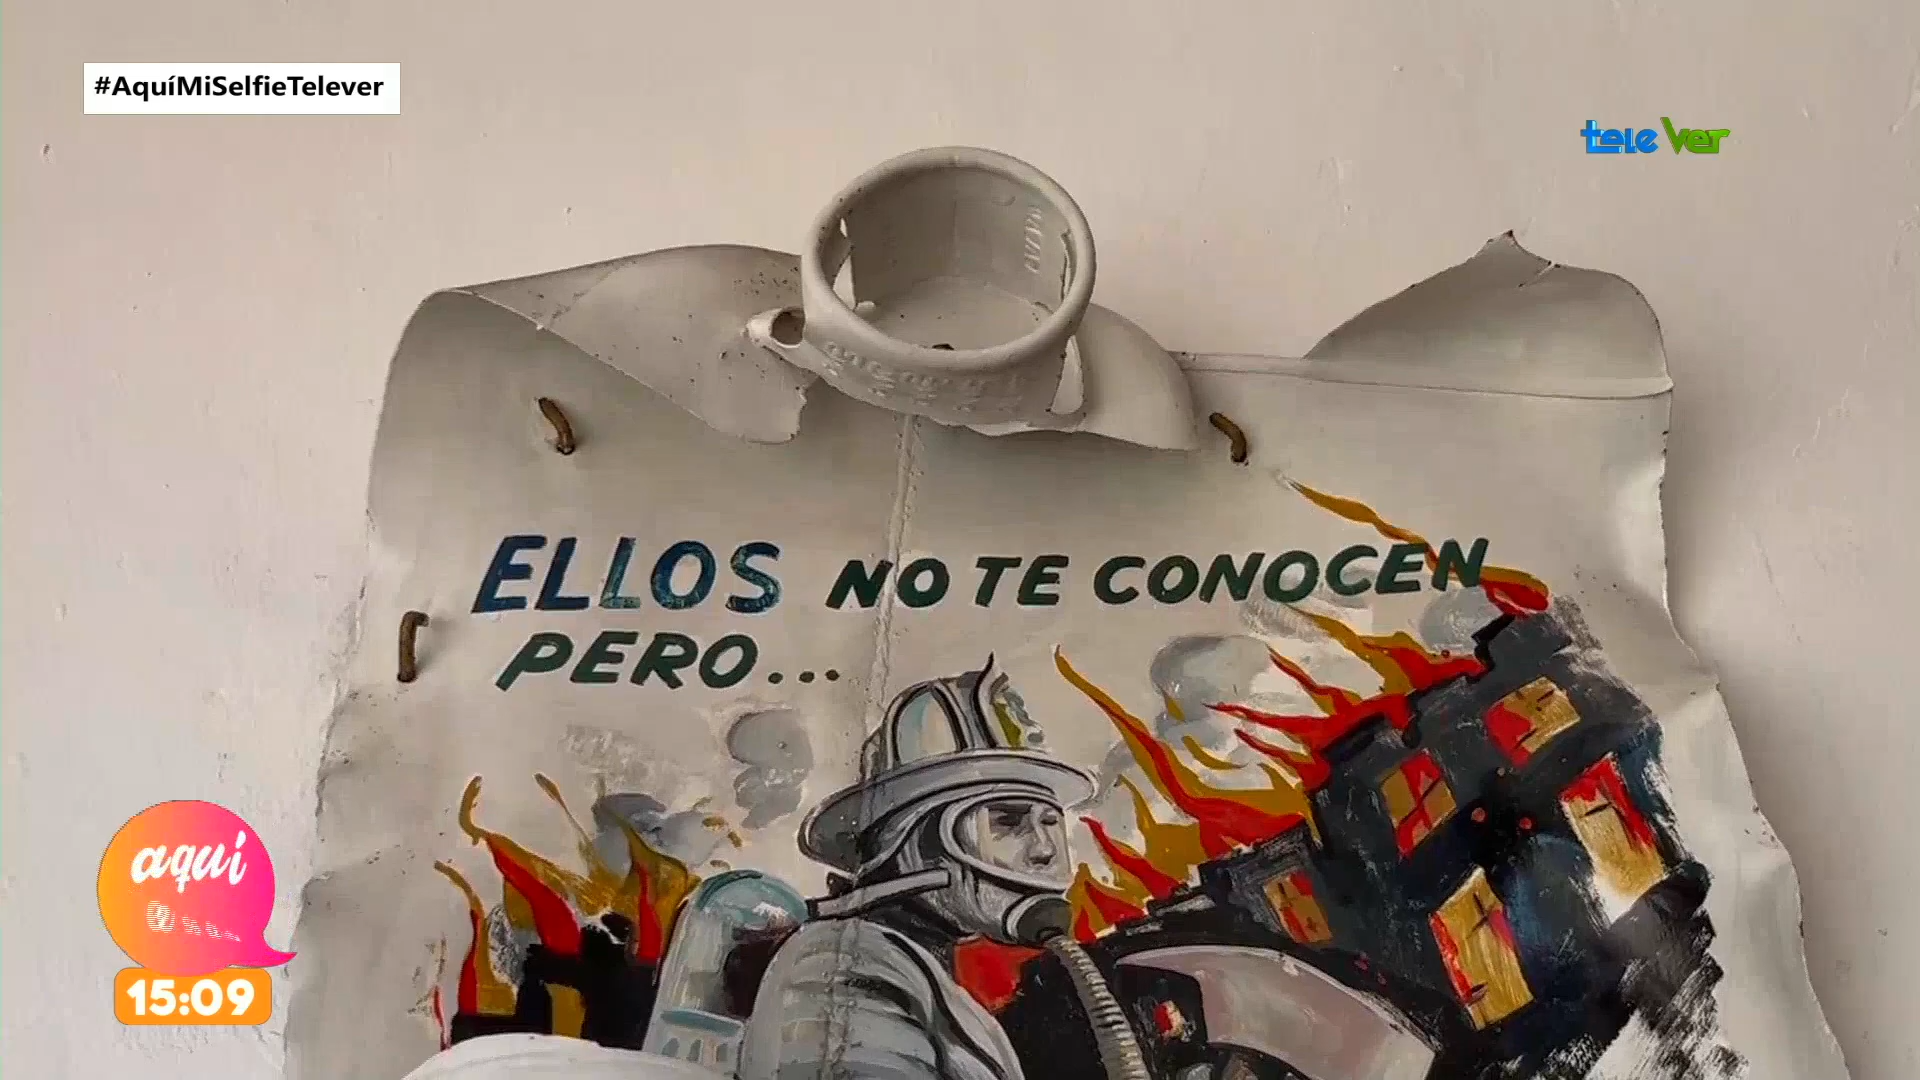 #AquíMiSelfieTelever
tele Ver
ELLOS NO TE CONOCEN
PERO...
aquí
15:09